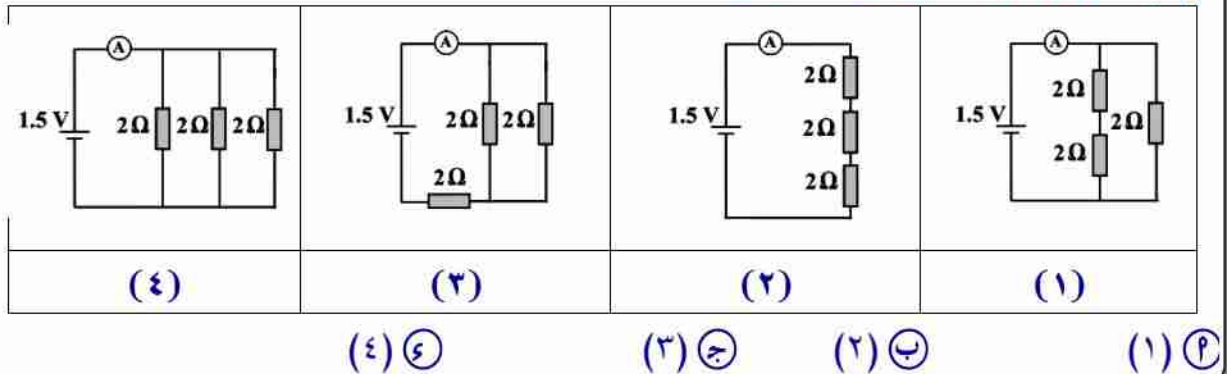 A A A A
2Ω 2Ω
1.5 V 2Ω 2Ω 2Ω 1.5 V 2Ω 2Ω 1.5 V 2Ω 1.5 V 2Ω
2Ω 2Ω 2Ω
(١) (٢) (٣) (٤)
أ (١) ب (٢) ج (٣) ء (٤)